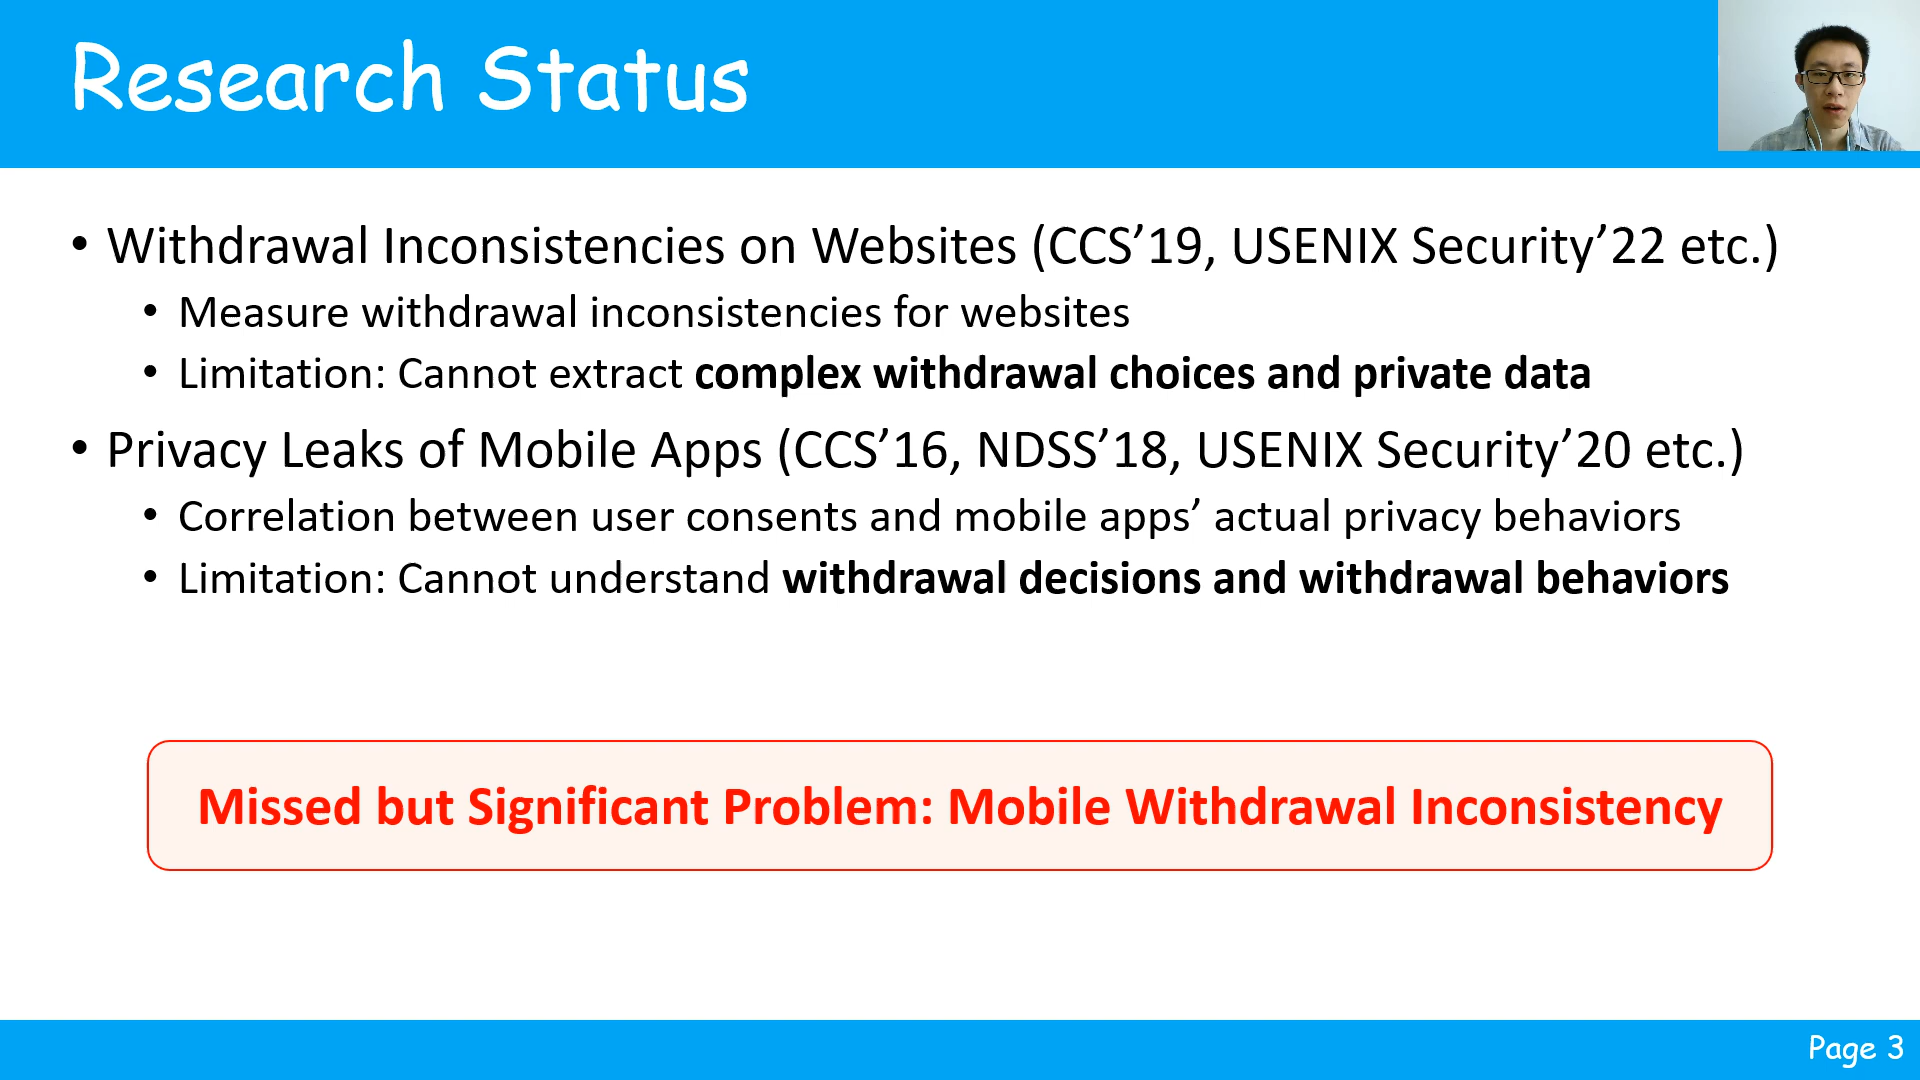 Research Status
• Withdrawal Inconsistencies on Websites (CCS’19, USENIX Security’22 etc.)
• Measure withdrawal inconsistencies for websites
• Limitation: Cannot extract complex withdrawal choices and private data
• Privacy Leaks of Mobile Apps (CCS’16, NDSS’18, USENIX Security’20 etc.)
• Correlation between user consents and mobile apps’ actual privacy behaviors
• Limitation: Cannot understand withdrawal decisions and withdrawal behaviors
Missed but Significant Problem: Mobile Withdrawal Inconsistency
Page 3